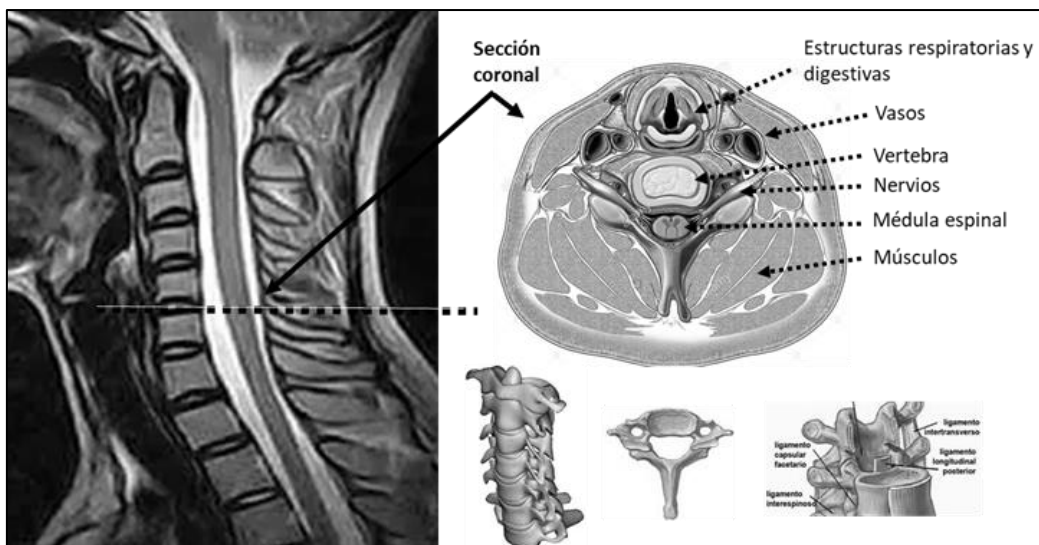 Sección
coronal
Estructuras respiratorias y
digestivas
Vasos
Vertebra
Nervios
Médula espinal
Músculos
ligamento
intertransverso
ligamento
capsular
facetario
ligamento
longitudinal
posterior
ligamento
interespinoso